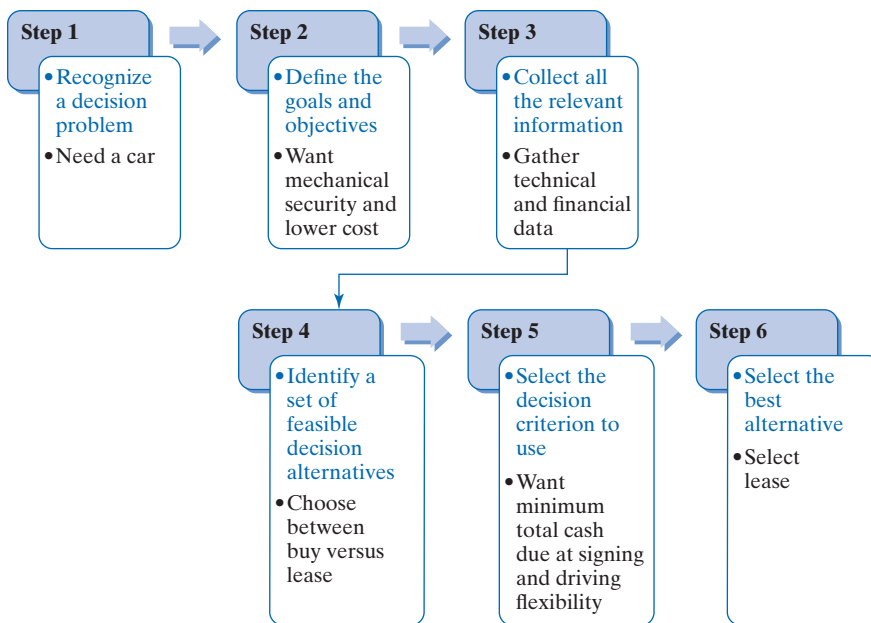 Step 1
• Recognize
a decision
problem
• Need a car
Step 2
• Define the
goals and
objectives
• Want
mechanical
security and
lower cost
Step 3
• Collect all
the relevant
information
• Gather
technical
and financial
data
Step 4
• Identify a
set of
feasible
decision
alternatives
• Choose
between
buy versus
lease
Step 5
• Select the
decision
criterion to
use
• Want
minimum
total cash
due at signing
and driving
flexibility
Step 6
• Select the
best
alternative
• Select
lease